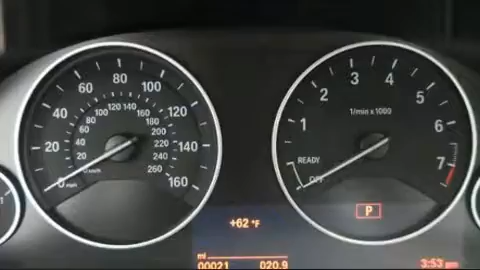 0 20 40 60 80 100 120 140 160
mph
20 40 60 80 100 120 140 160 180 200 220 240 260
km/h
1 2 3 4 5 6 7
1/min x 1000
READY
OFF
P
+62 °F
mi
00021 020.9
3:53 pm